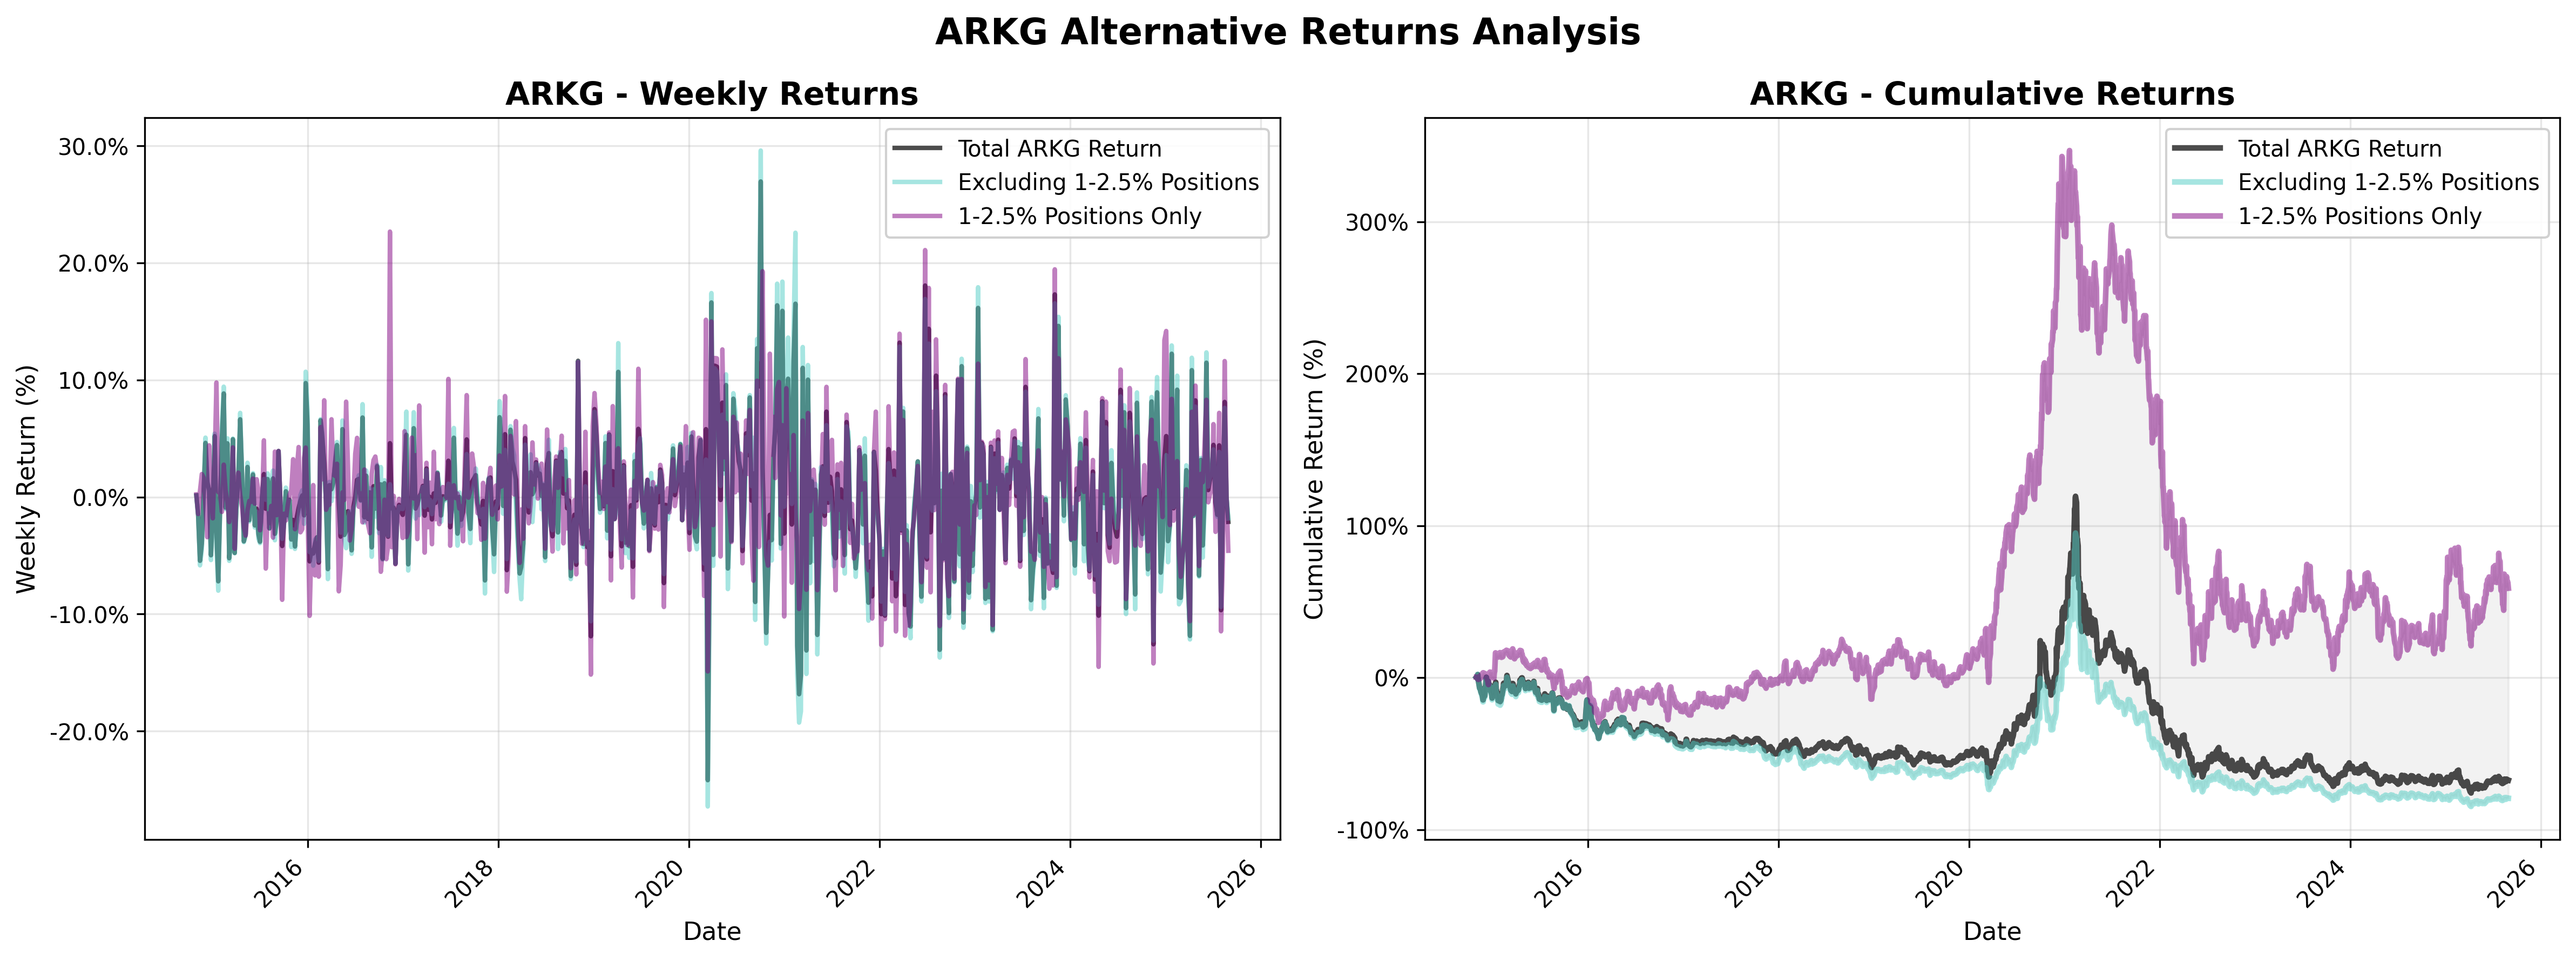 ARKG Alternative Returns Analysis
ARKG - Weekly Returns
30.0%
20.0%
10.0%
0.0%
-10.0%
-20.0%
Weekly Return (%)
2016
2018
2020
2022
2024
2026
Date
Total ARKG Return
Excluding 1-2.5% Positions
1-2.5% Positions Only
ARKG - Cumulative Returns
300%
200%
100%
0%
-100%
Cumulative Return (%)
2016
2018
2020
2022
2024
2026
Date
Total ARKG Return
Excluding 1-2.5% Positions
1-2.5% Positions Only